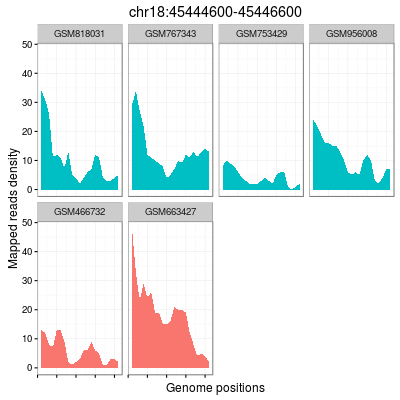 chr18:45444600-45446600
GSM818031 GSM767343 GSM753429 GSM956008
50
40
30
20
10
0
Mapped reads density
GSM466732 GSM663427
50
40
30
20
10
0
Genome positions